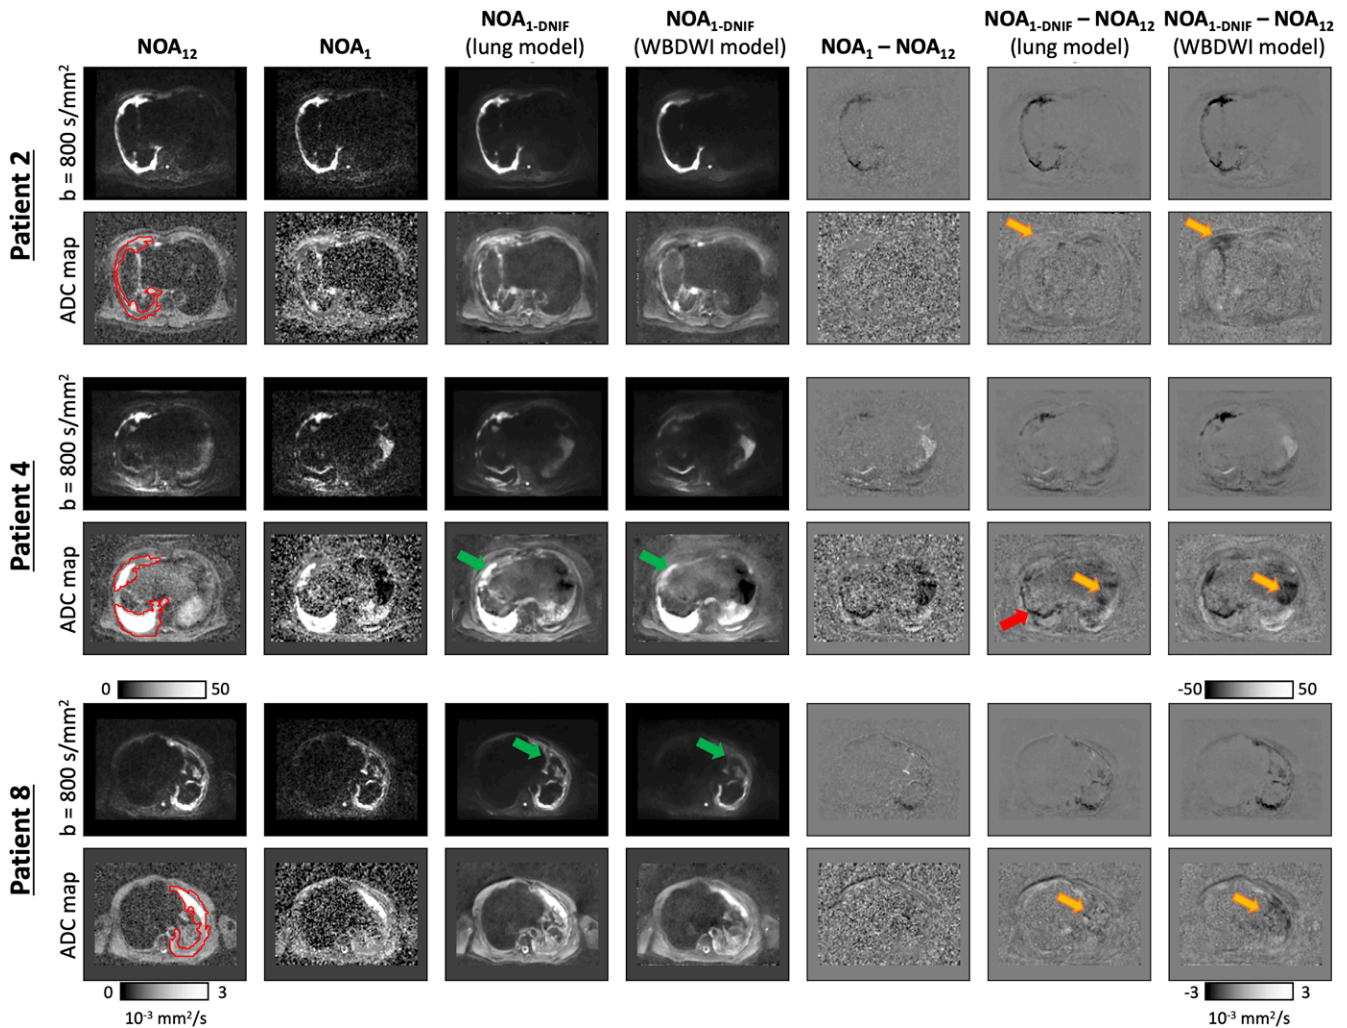 NOA12
NOA1
NOA1-DNIF
(lung model)
NOA1-DNIF
(WBDWI model)
NOA1 – NOA12
NOA1-DNIF – NOA12
(lung model)
NOA1-DNIF – NOA12
(WBDWI model)
Patient 2
b = 800 s/mm²
ADC map
Patient 4
b = 800 s/mm²
ADC map
0 50
-50 50
Patient 8
b = 800 s/mm²
ADC map
0 3
10⁻³ mm²/s
-3 3
10⁻³ mm²/s